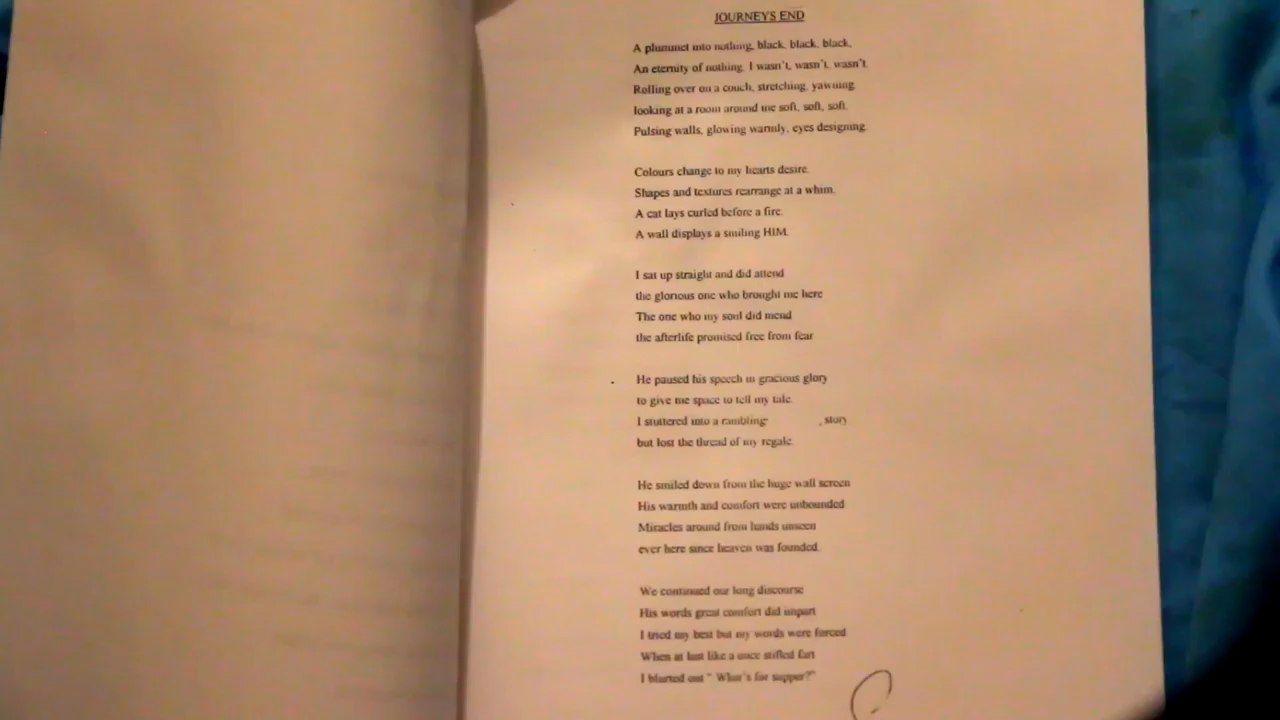 JOURNEYS END
A plummet into nothing, black, black, black,
An eternity of nothing, I wasn't, wasn't, wasn't.
Rolling over on a couch, stretching, yawning,
looking at a room around me soft, soft, soft.
Pulsing walls, glowing warmly, eyes designing.
Colours change to my hearts desire.
Shapes and textures rearrange at a whim.
A cat lays curled before a fire.
A wall displays a smiling HIM.
I sat up straight and did attend
the glorious one who brought me here
The one who my soul did mend
the afterlife promised free from fear
He paused his speech in gracious glory
to give me space to tell my tale.
I stuttered into a rambling , story
but lost the thread of my regale.
He smiled down from the huge wall screen
His warmth and comfort were unbounded
Miracles around from hands unseen
ever here since heaven was founded.
We continued our long discourse
His words great comfort did impart
I tried my best but my words were forced
When at last like a once stifled fart
I blurted out " What's for supper?"